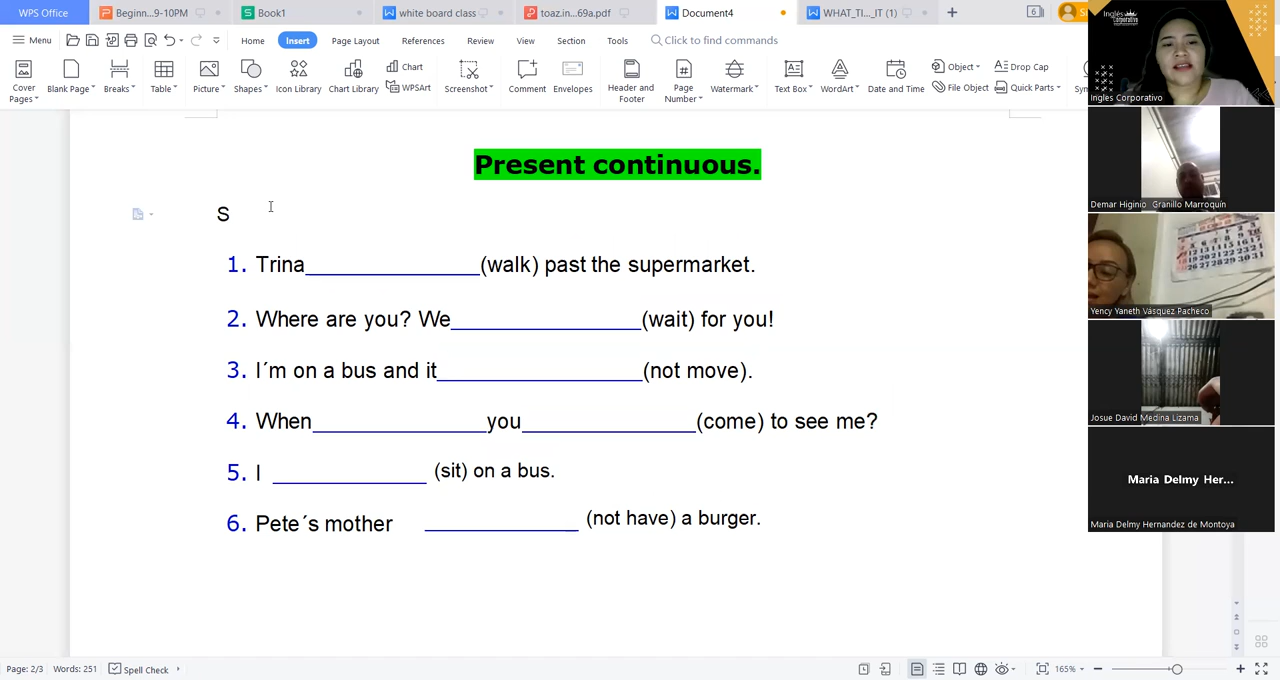 WPS Office
Beginn...9-10PM
Book1
white board class
toaz.in...69a.pdf
Document4
WHAT_TI..._IT (1)
6
Menu
Home
Insert
Page Layout
References
Review
View
Section
Tools
Click to find commands
Cover Pages
Blank Page
Breaks
Table
Picture
Shapes
Icon Library
Chart Library
Chart
WPSArt
Screenshot
Comment
Envelopes
Header and Footer
Page Number
Watermark
Text Box
WordArt
Date and Time
Object
File Object
Drop Cap
Quick Parts
Present continuous.
S
1. Trina_______________(walk) past the supermarket.
2. Where are you? We________________(wait) for you!
3. I´m on a bus and it_________________(not move).
4. When_______________you_______________(come) to see me?
5. I _____________ (sit) on a bus.
6. Pete´s mother _____________ (not have) a burger.
Inglés Corporativo
Ingles Corporativo
Demar Higinio Granillo Marroquín
Yency Yaneth Vásquez Pacheco
Josue David Medina Lizama
Maria Delmy Her...
Maria Delmy Hernandez de Montoya
Page: 2/3
Words: 251
Spell Check
165%